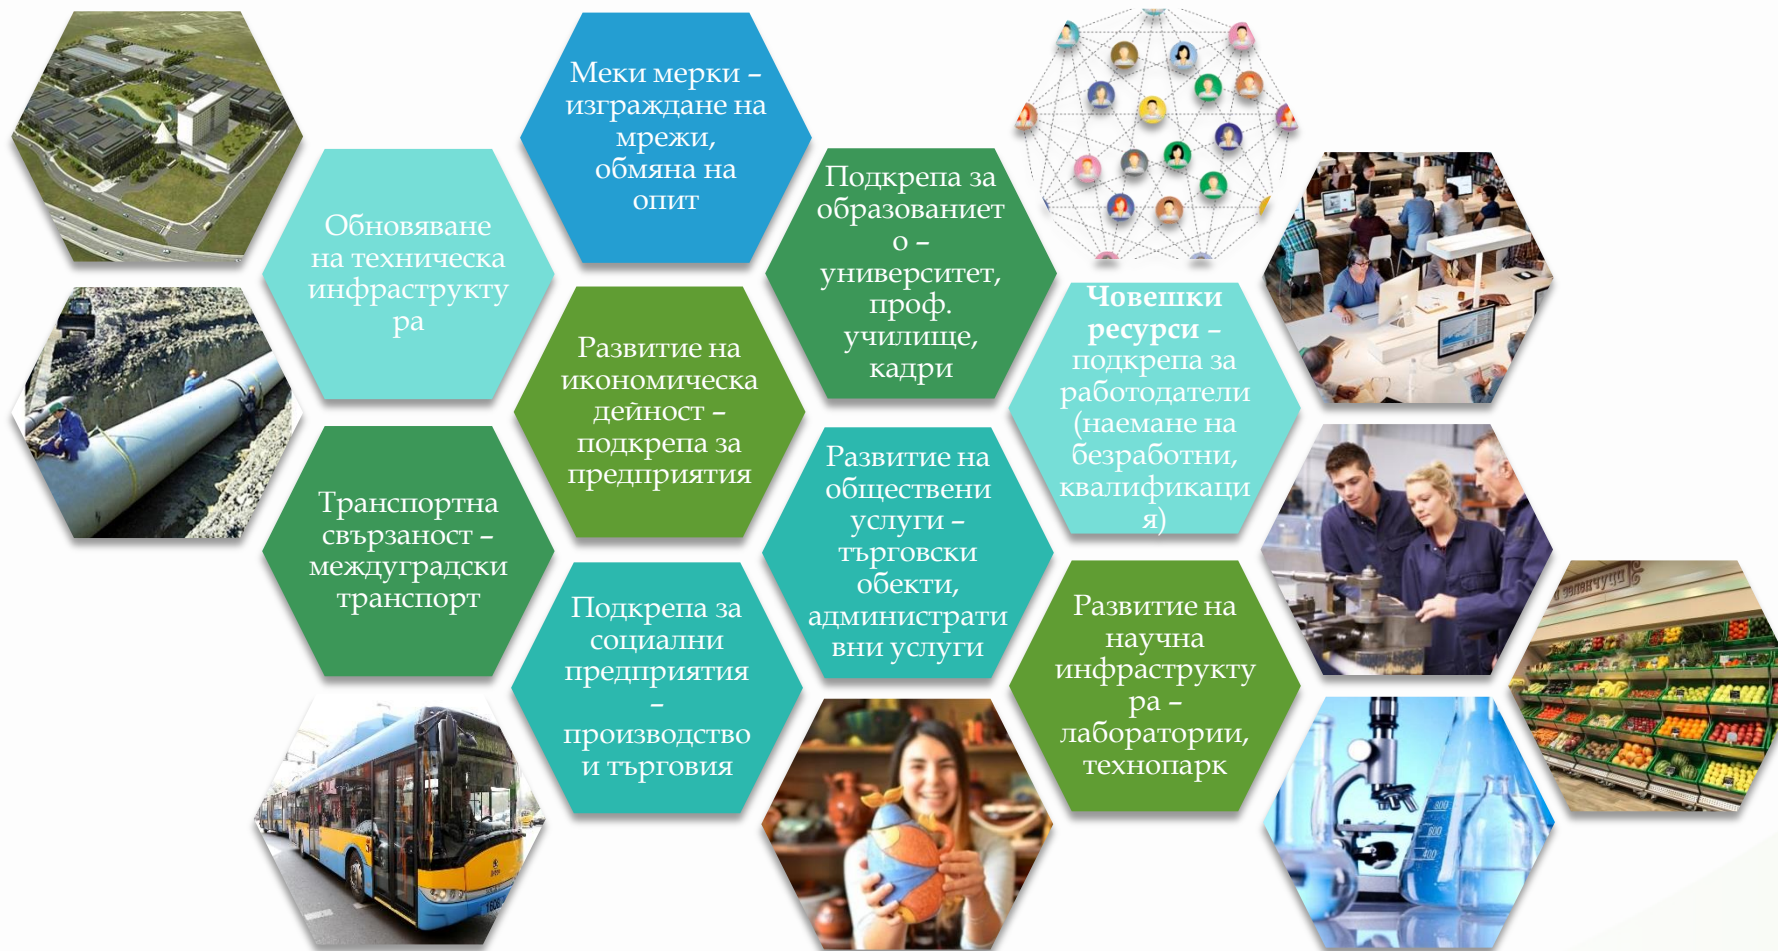 Меки мерки –
изграждане на
мрежи,
обмяна на
опит
Обновяване
на техническа
инфраструкту
ра
Подкрепа за
образованиет
о –
университет,
проф.
училище,
кадри
Човешки
ресурси –
подкрепа за
работодатели
(наемане на
безработни,
квалификаци
я)
Развитие на
икономическа
дейност –
подкрепа за
предприятия
Транспортна
свързаност –
междуградски
транспорт
Развитие на
обществени
услуги –
търговски
обекти,
административ
вни услуги
Подкрепа за
социални
предприятия
–
производство
и търговия
Развитие на
научна
инфраструкту
ра –
лаборатории,
технопарк